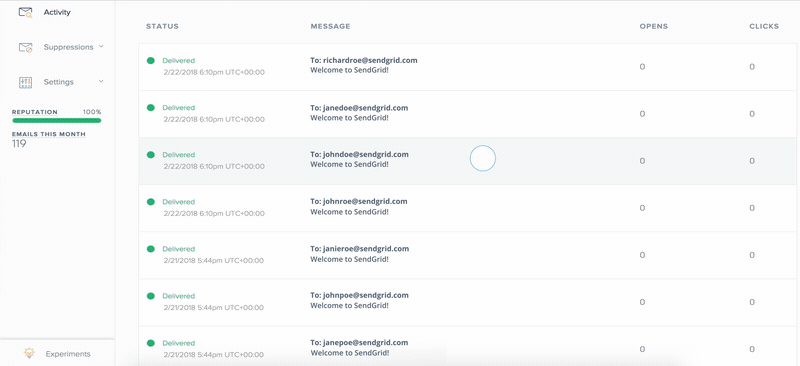 Activity
Suppressions
Settings
REPUTATION 100%
EMAILS THIS MONTH
119
Experiments
STATUS MESSAGE OPENS CLICKS
Delivered To: richardroe@sendgrid.com 0 0
2/22/2018 6:10pm UTC+00:00 Welcome to SendGrid!
Delivered To: janedoe@sendgrid.com 0 0
2/22/2018 6:10pm UTC+00:00 Welcome to SendGrid!
Delivered To: johndoe@sendgrid.com 0 0
2/22/2018 6:10pm UTC+00:00 Welcome to SendGrid!
Delivered To: johnroe@sendgrid.com 0 0
2/22/2018 6:10pm UTC+00:00 Welcome to SendGrid!
Delivered To: janieroe@sendgrid.com 0 0
2/21/2018 5:44pm UTC+00:00 Welcome to SendGrid!
Delivered To: johnpoe@sendgrid.com 0 0
2/21/2018 5:44pm UTC+00:00 Welcome to SendGrid!
Delivered To: janepoe@sendgrid.com 0 0
2/21/2018 5:44pm UTC+00:00 Welcome to SendGrid!